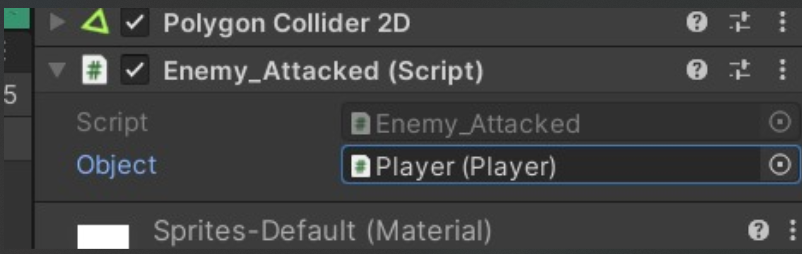 Polygon Collider 2D
# Enemy_Attacked (Script)
5
Script # Enemy_Attacked
Object # Player (Player)
Sprites-Default (Material)